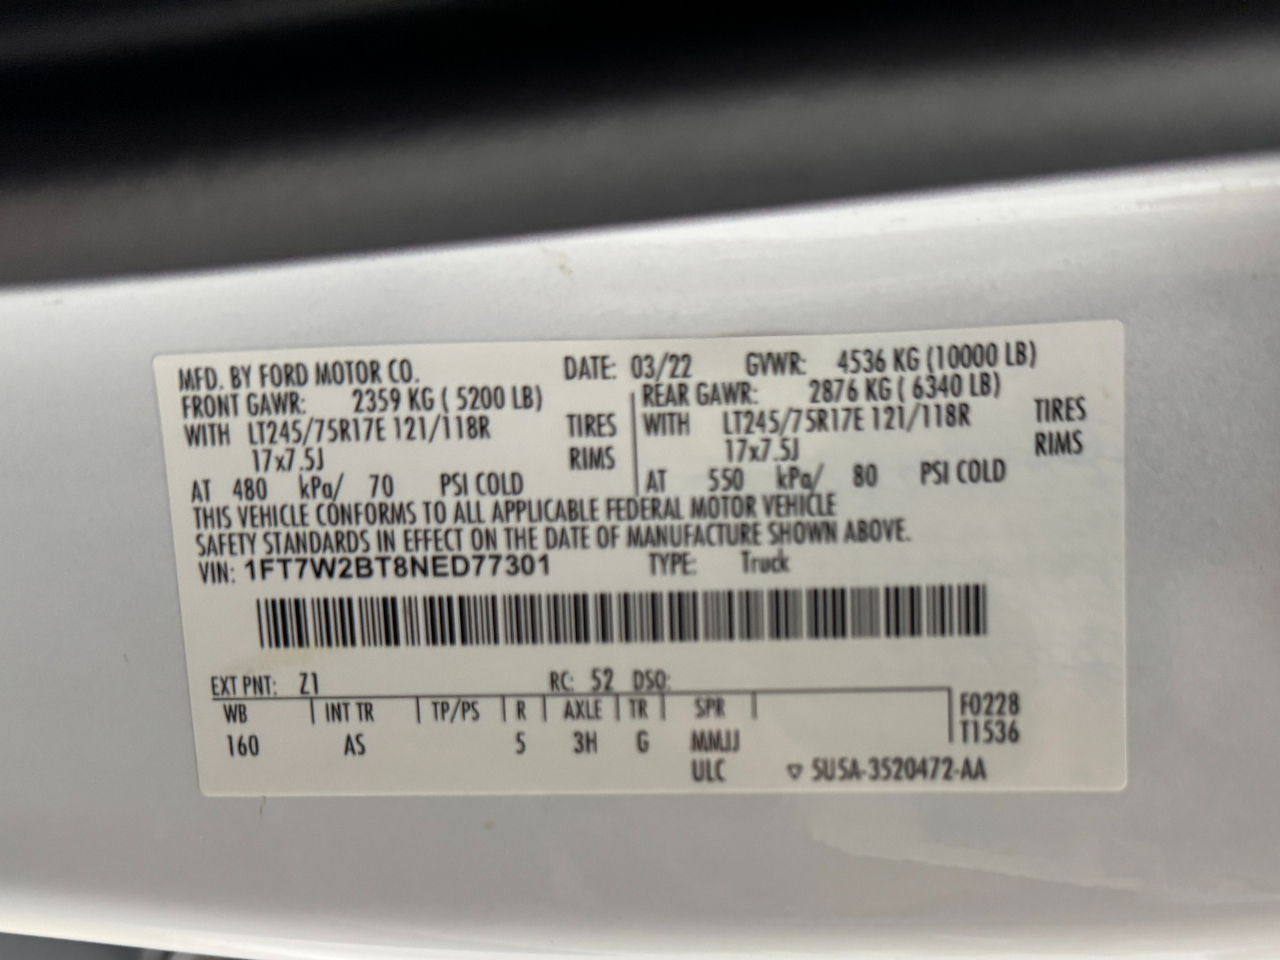 MFD. BY FORD MOTOR CO. DATE: 03/22 GVWR: 4536 KG (10000 LB)
FRONT GAWR: 2359 KG ( 5200 LB) REAR GAWR: 2876 KG ( 6340 LB)
WITH LT245/75R17E 121/118R TIRES WITH LT245/75R17E 121/118R TIRES
17x7.5J RIMS 17x7.5J RIMS
AT 480 kPa/ 70 PSI COLD AT 550 kPa/ 80 PSI COLD
THIS VEHICLE CONFORMS TO ALL APPLICABLE FEDERAL MOTOR VEHICLE
SAFETY STANDARDS IN EFFECT ON THE DATE OF MANUFACTURE SHOWN ABOVE.
VIN: 1FT7W2BT8NED77301 TYPE: Truck
EXT PNT: Z1 RC: 52 DSO:
WB INT TR TP/PS R AXLE TR SPR F0228
160 AS 5 3H G MMJJ T1536
ULC ▽ 5U5A-3520472-AA